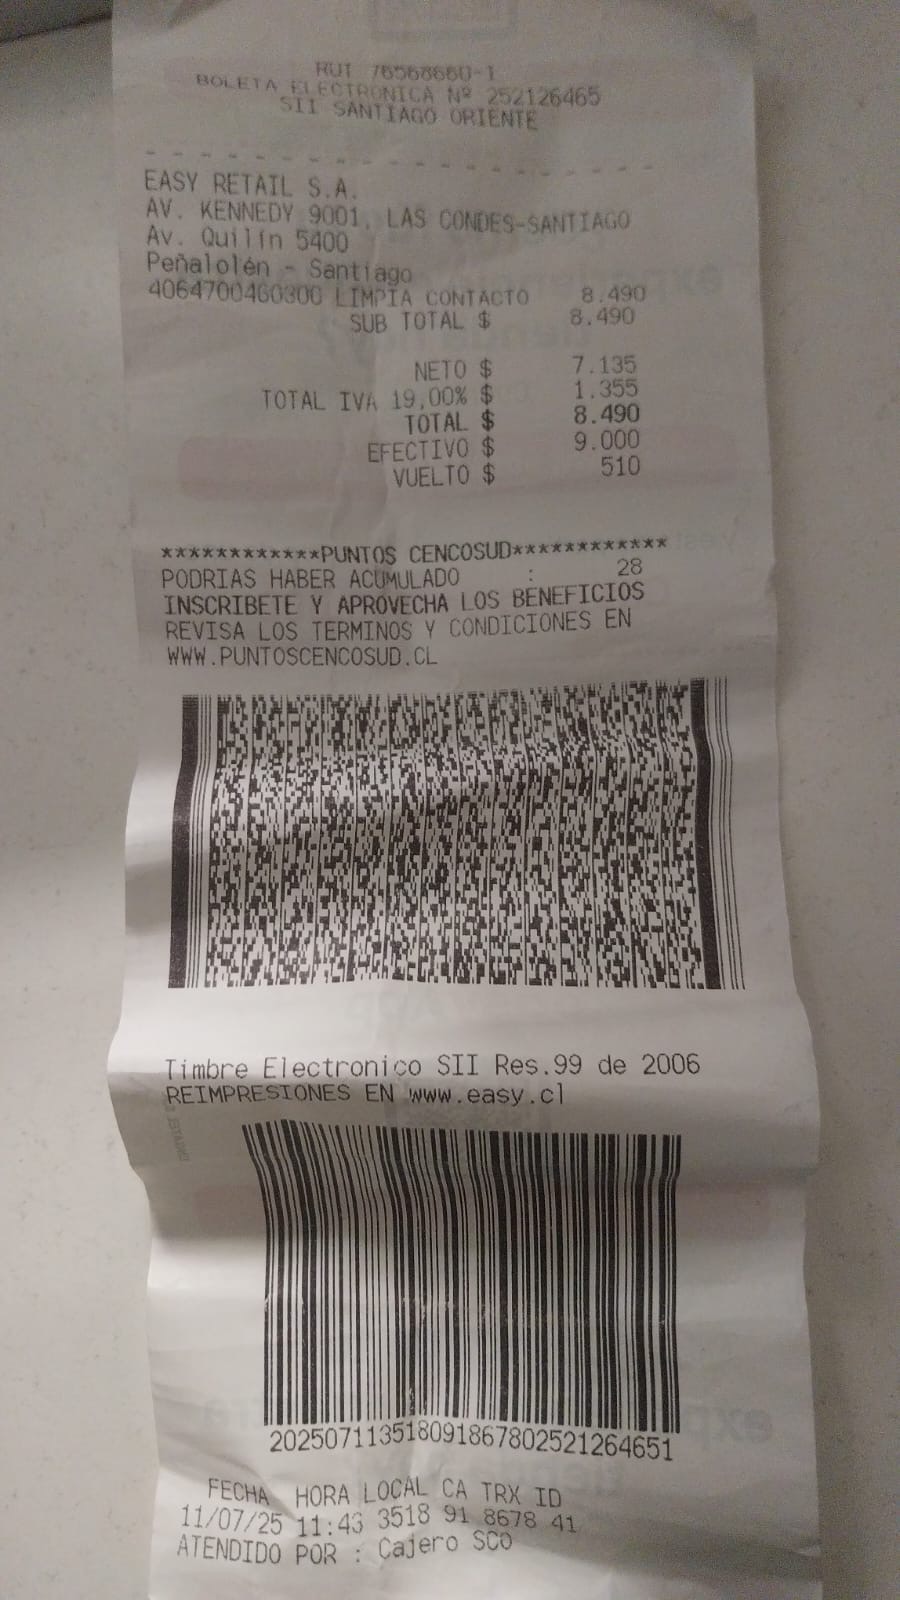 RUT 76568660-1
BOLETA ELECTRONICA Nº 252126465
SII SANTIAGO ORIENTE
- - - - - - - - - - - - - - - - - - -
EASY RETAIL S.A.
AV. KENNEDY 9001, LAS CONDES-SANTIAGO
Av. Quilín 5400
Peñalolén - Santiago
4064700460300 LIMPIA CONTACTO 8.490
SUB TOTAL $ 8.490
NETO $ 7.135
TOTAL IVA 19,00% $ 1.355
TOTAL $ 8.490
EFECTIVO $ 9.000
VUELTO $ 510
************PUNTOS CENCOSUD************
PODRIAS HABER ACUMULADO : 28
INSCRIBETE Y APROVECHA LOS BENEFICIOS
REVISA LOS TERMINOS Y CONDICIONES EN
WWW.PUNTOSCENCOSUD.CL
Timbre Electronico SII Res.99 de 2006
REIMPRESIONES EN www.easy.cl
2025071135180918678025212646​51
FECHA HORA LOCAL CA TRX ID
11/07/25 11:43 3518 91 8678 41
ATENDIDO POR : Cajero SCO